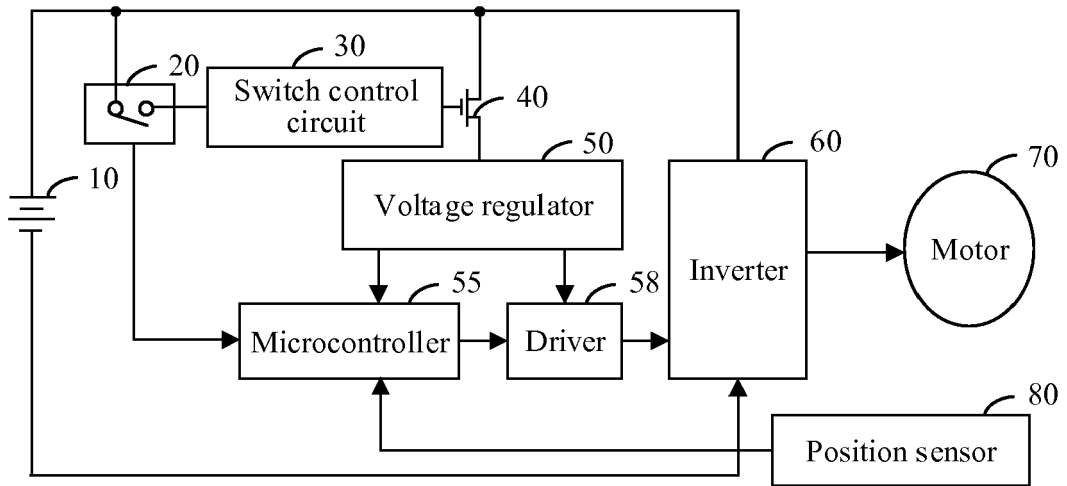 30
20
Switch control
circuit
40
10
50
60
70
Voltage regulator
Inverter
Motor
55
58
Microcontroller
Driver
80
Position sensor